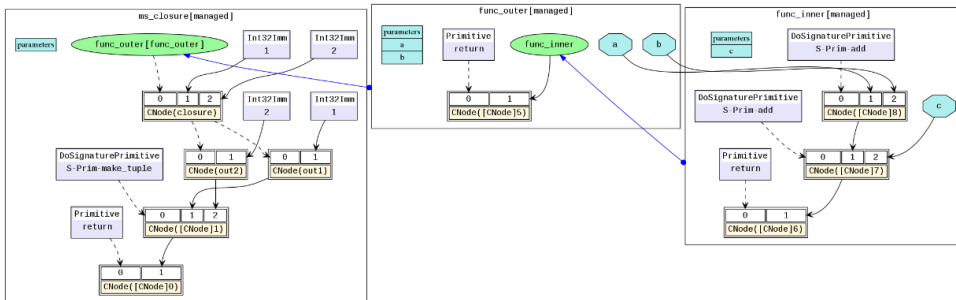 ms_closure[managed]
parameters
func_outer[func_outer]
Int32Imm
1
Int32Imm
2
0 1 2
CNode(closure)
Int32Imm
2
Int32Imm
1
DoSignaturePrimitive
S-Prim-make_tuple
0 1
CNode(out2)
0 1
CNode(out1)
Primitive
return
0 1 2
CNode([CNode]1)
0 1
CNode([CNode]0)
func_outer[managed]
parameters
a
b
Primitive
return
func_inner
a
b
0 1
CNode([CNode]5)
func_inner[managed]
parameters
c
DoSignaturePrimitive
S-Prim-add
DoSignaturePrimitive
S-Prim-add
0 1 2
CNode([CNode]8)
c
Primitive
return
0 1 2
CNode([CNode]7)
0 1
CNode([CNode]6)